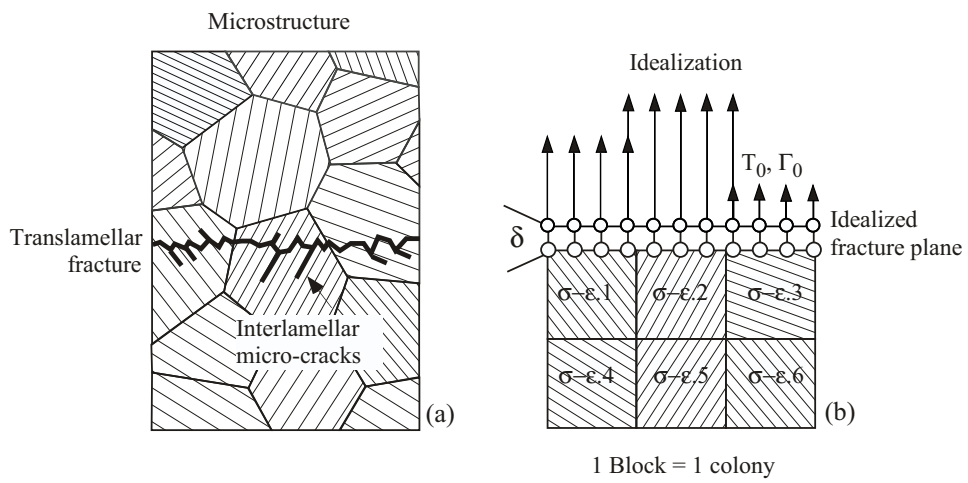 Microstructure
Translamellar
fracture
Interlamellar
micro-cracks
(a)
Idealization
T₀, Γ₀
Idealized
fracture plane
δ
σ–ε.1
σ–ε.2
σ–ε.3
σ–ε.4
σ–ε.5
σ–ε.6
(b)
1 Block = 1 colony